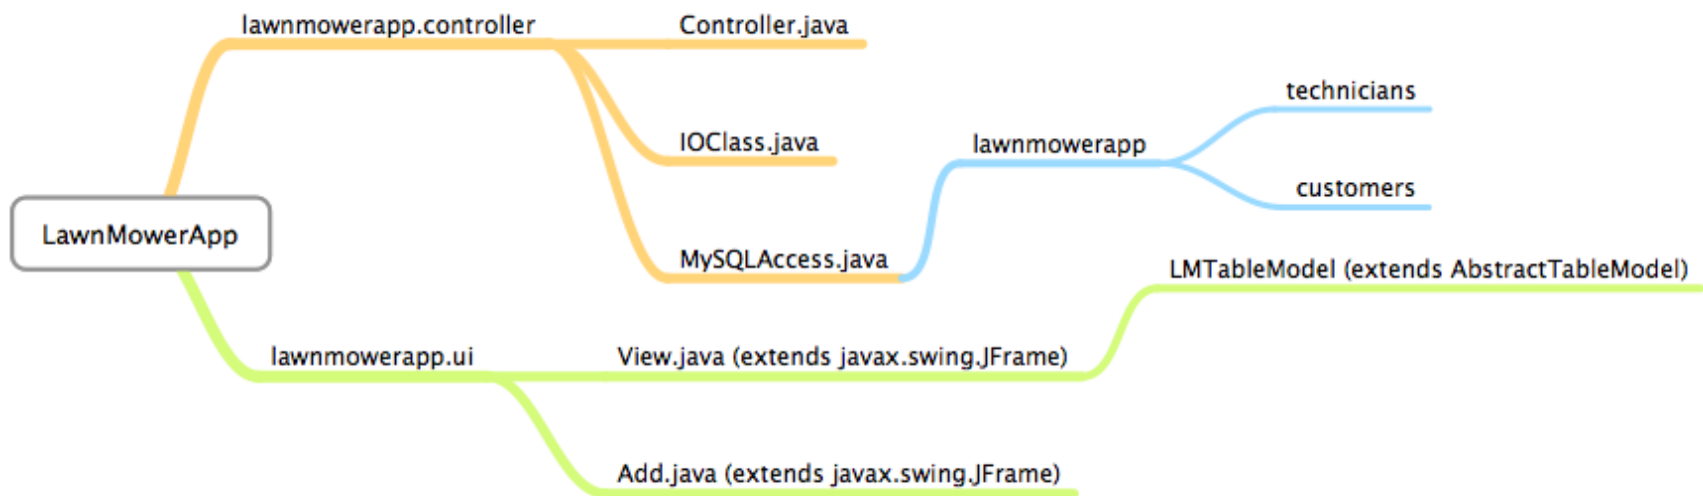 lawnmowerapp.controller
Controller.java
technicians
IOClass.java
lawnmowerapp
customers
LawnMowerApp
MySQLAccess.java
LMTableModel (extends AbstractTableModel)
lawnmowerapp.ui
View.java (extends javax.swing.JFrame)
Add.java (extends javax.swing.JFrame)